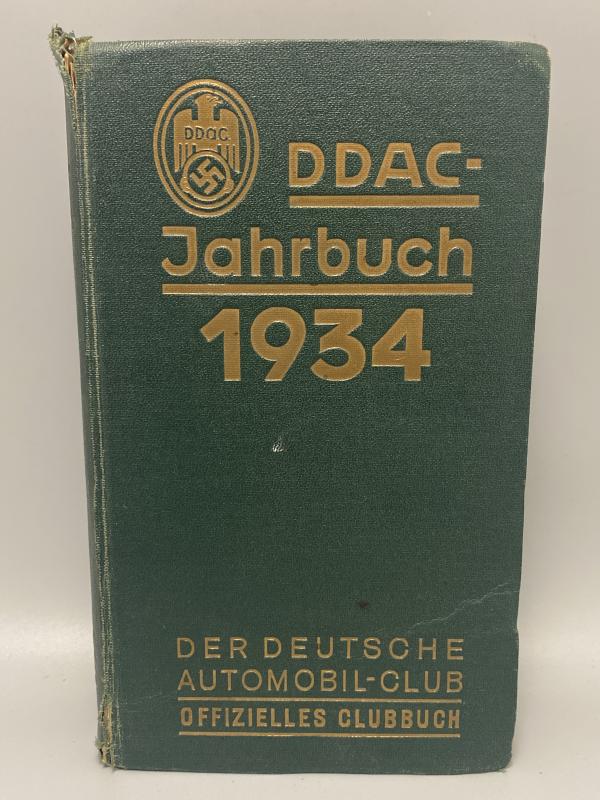 DDAC.
DDAC-
Jahrbuch
1934
DER DEUTSCHE
AUTOMOBIL-CLUB
OFFIZIELLES CLUBBUCH